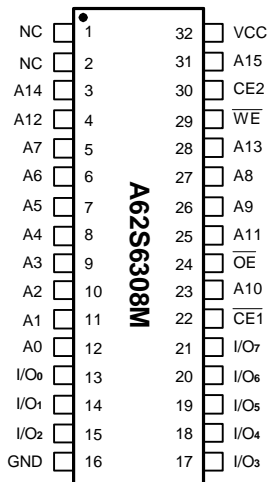 NC 1 32 VCC
NC 2 31 A15
A14 3 30 CE2
A12 4 29 W̅E̅
A7 5 28 A13
A6 6 27 A8
A5 7 26 A9
A4 8 25 A11
A3 9 24 O̅E̅
A2 10 23 A10
A1 11 22 C̅E̅1̅
A0 12 21 I/O₇
I/O₀ 13 20 I/O₆
I/O₁ 14 19 I/O₅
I/O₂ 15 18 I/O₄
GND 16 17 I/O₃
A62S6308M